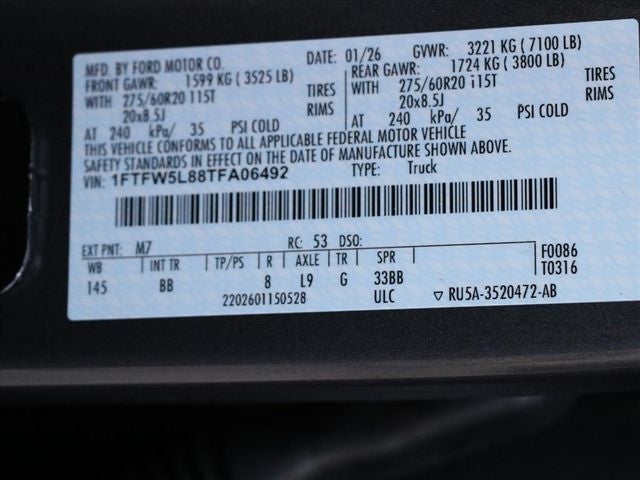 MFD. BY FORD MOTOR CO. DATE: 01/26 GVWR: 3221 KG ( 7100 LB)
FRONT GAWR: 1599 KG ( 3525 LB) REAR GAWR: 1724 KG ( 3800 LB)
WITH 275/60R20 115T TIRES WITH 275/60R20 115T TIRES
20x8.5J RIMS 20x8.5J RIMS
AT 240 kPa/ 35 PSI COLD AT 240 kPa/ 35 PSI COLD
THIS VEHICLE CONFORMS TO ALL APPLICABLE FEDERAL MOTOR VEHICLE
SAFETY STANDARDS IN EFFECT ON THE DATE OF MANUFACTURE SHOWN ABOVE.
VIN: 1FTFW5L88TFA06492 TYPE: Truck
EXT PNT: M7 RC: 53 DSO:
WB INT TR TP/PS R AXLE TR SPR F0086
145 BB 8 L9 G 33BB T0316
2202601150528 ULC ▽ RU5A-3520472-AB